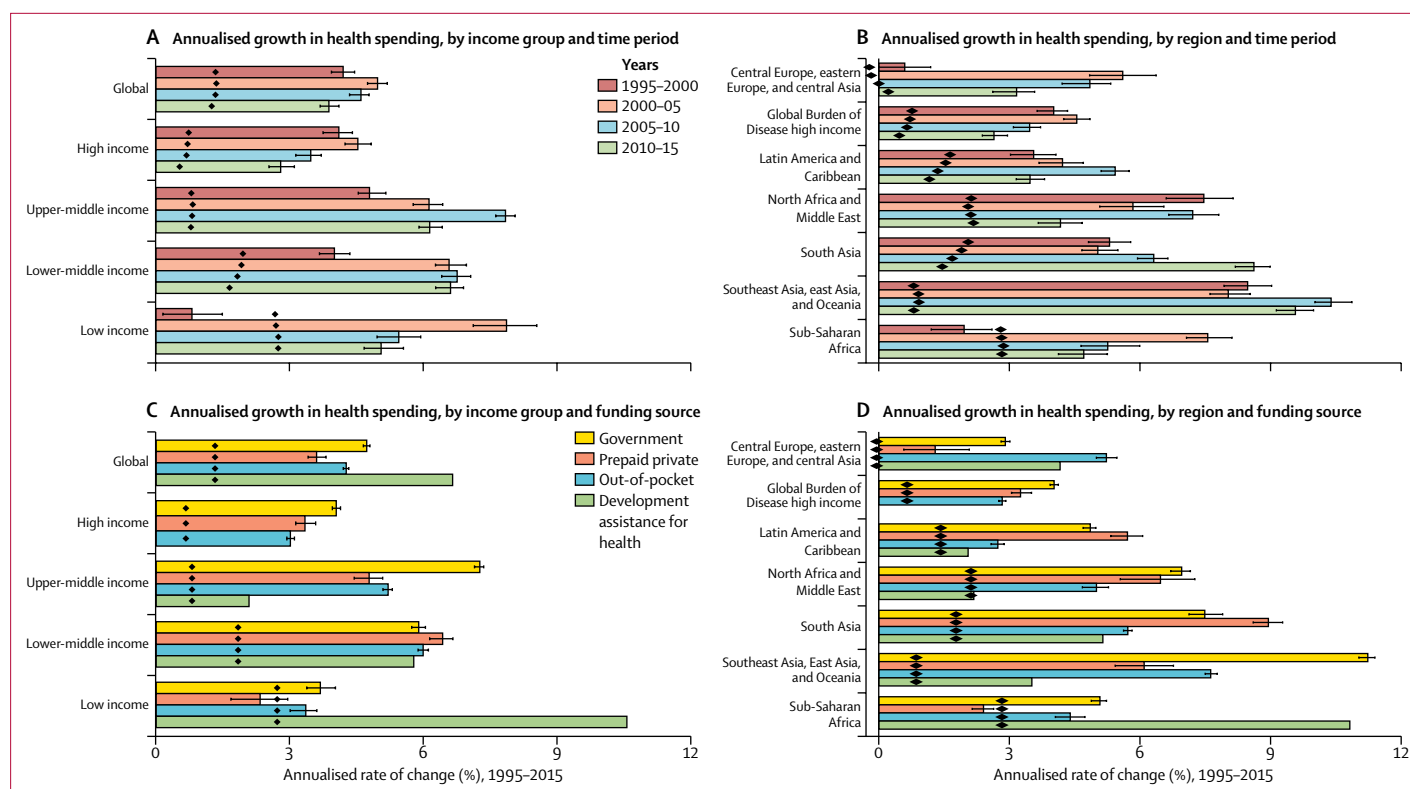 A Annualised growth in health spending, by income group and time period
Years
1995–2000
2000–05
2005–10
2010–15
Global
High income
Upper-middle income
Lower-middle income
Low income
B Annualised growth in health spending, by region and time period
Central Europe, eastern
Europe, and central Asia
Global Burden of
Disease high income
Latin America and
Caribbean
North Africa and
Middle East
South Asia
Southeast Asia, east Asia,
and Oceania
Sub-Saharan
Africa
12
C Annualised growth in health spending, by income group and funding source
Government
Prepaid private
Out-of-pocket
Development
assistance for
health
Global
High income
Upper-middle income
Lower-middle income
Low income
0 3 6 9 12
Annualised rate of change (%), 1995–2015
D Annualised growth in health spending, by region and funding source
Central Europe, eastern
Europe, and central Asia
Global Burden of
Disease high income
Latin America and
Caribbean
North Africa and
Middle East
South Asia
Southeast Asia, East Asia,
and Oceania
Sub-Saharan
Africa
0 3 6 9 12
Annualised rate of change (%), 1995–2015